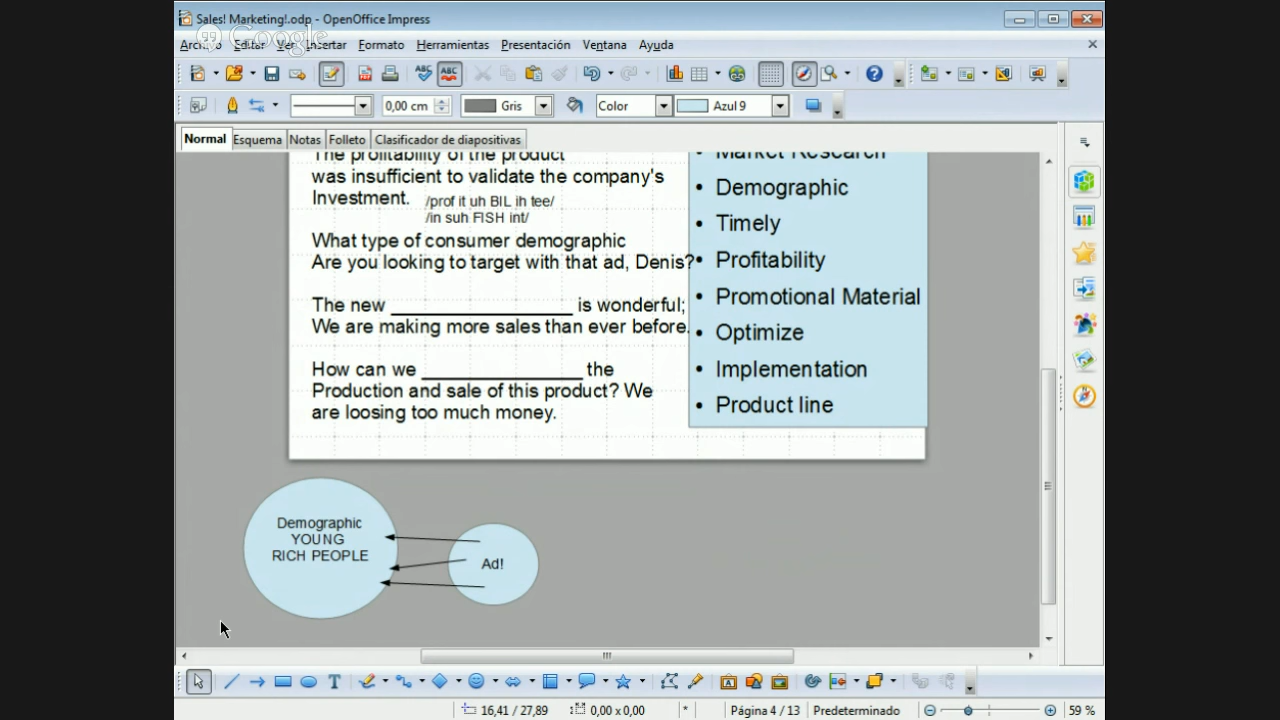 Sales! Marketing!.odp - OpenOffice Impress
Google
Archivo Editar Ver Insertar Formato Herramientas Presentación Ventana Ayuda
0,00 cm Gris Color Azul 9
Normal Esquema Notas Folleto Clasificador de diapositivas
The profitability of the product
was insufficient to validate the company's
Investment. /prof it uh BIL ih tee/
/in suh FISH int/
What type of consumer demographic
Are you looking to target with that ad, Denis?
The new ________________ is wonderful;
We are making more sales than ever before.
How can we ______________ the
Production and sale of this product? We
are loosing too much money.
• Market Research
• Demographic
• Timely
• Profitability
• Promotional Material
• Optimize
• Implementation
• Product line
Demographic
YOUNG
RICH PEOPLE
Ad!
16,41 / 27,89 0,00 x 0,00 * Página 4 / 13 Predeterminado 59 %